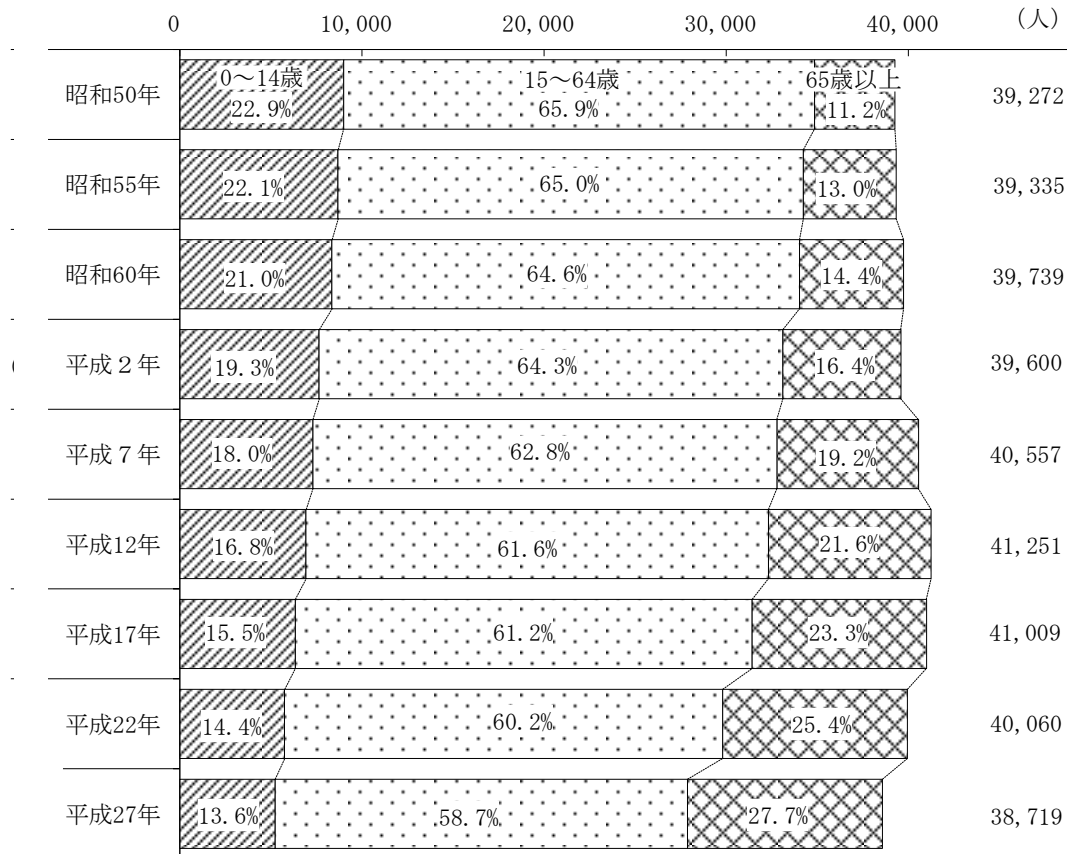 0 10,000 20,000 30,000 40,000 （人）
0～14歳 15～64歳 65歳以上
昭和50年 22.9% 65.9% 11.2% 39,272
昭和55年 22.1% 65.0% 13.0% 39,335
昭和60年 21.0% 64.6% 14.4% 39,739
平成２年 19.3% 64.3% 16.4% 39,600
平成７年 18.0% 62.8% 19.2% 40,557
平成12年 16.8% 61.6% 21.6% 41,251
平成17年 15.5% 61.2% 23.3% 41,009
平成22年 14.4% 60.2% 25.4% 40,060
平成27年 13.6% 58.7% 27.7% 38,719